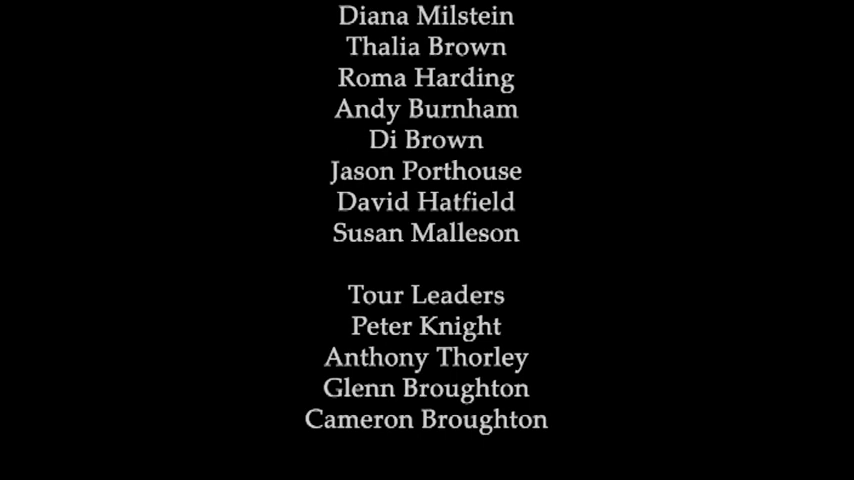 Diana Milstein
Thalia Brown
Roma Harding
Andy Burnham
Di Brown
Jason Porthouse
David Hatfield
Susan Malleson
Tour Leaders
Peter Knight
Anthony Thorley
Glenn Broughton
Cameron Broughton